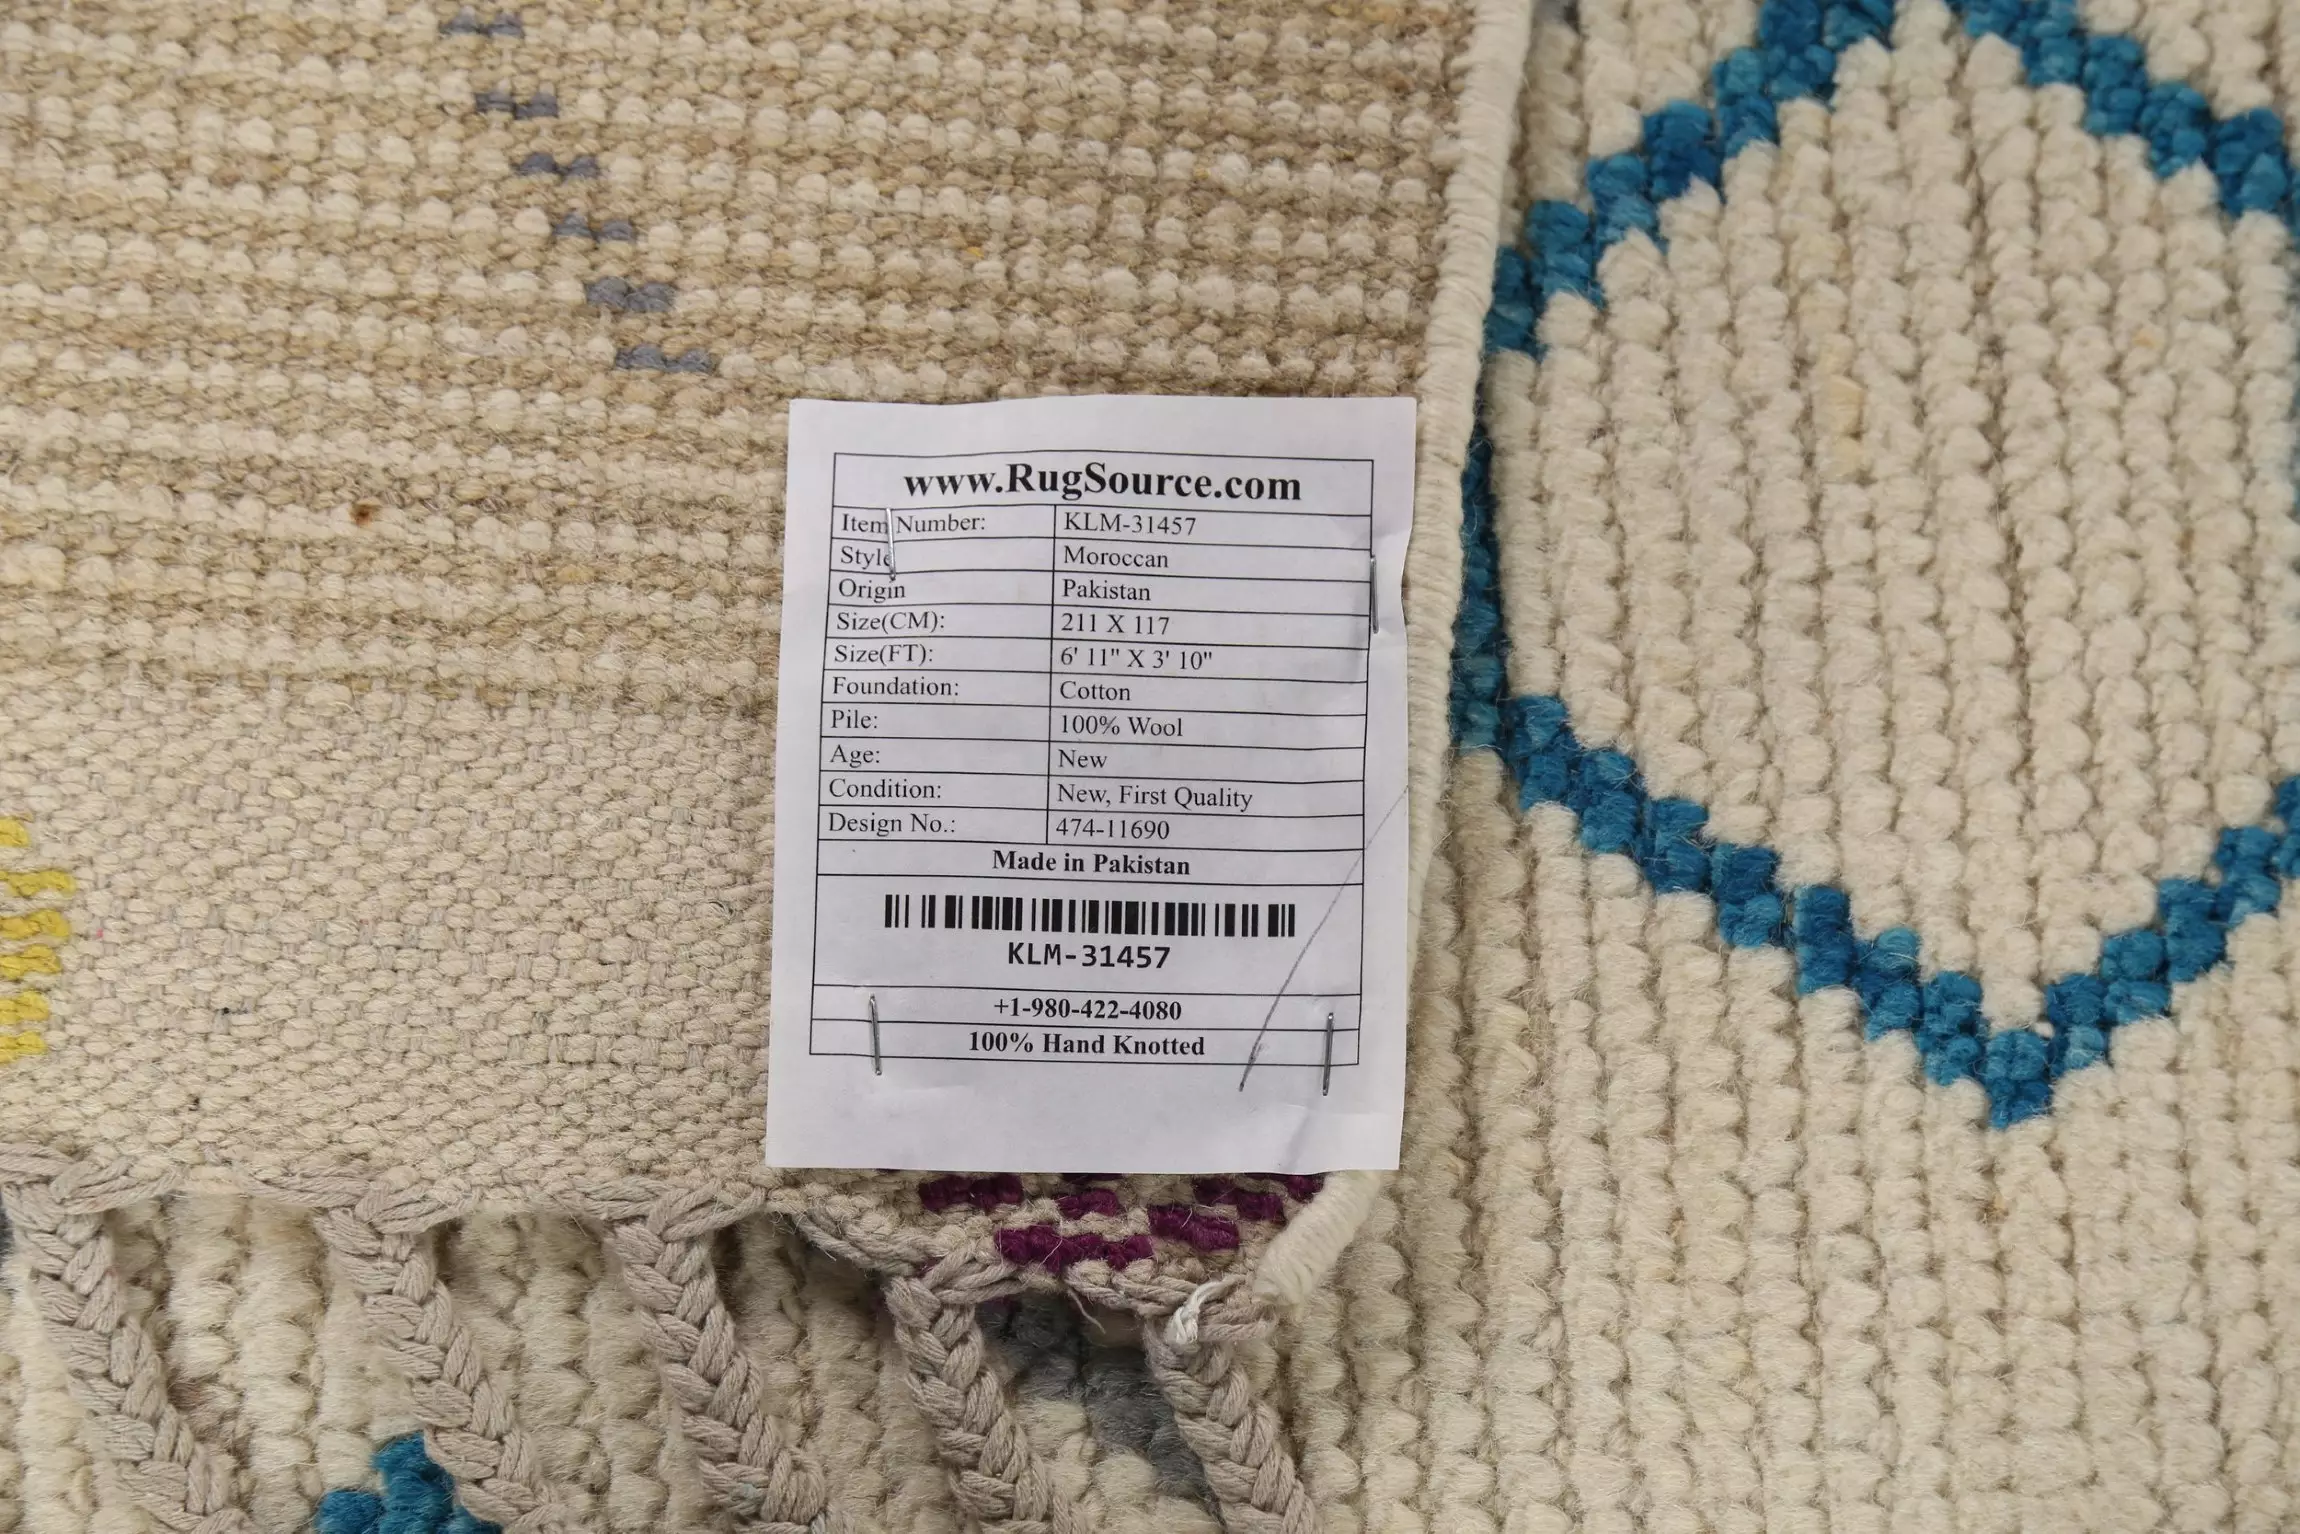 www.RugSource.com
Item Number: KLM-31457
Style Moroccan
Origin Pakistan
Size(CM): 211 X 117
Size(FT): 6' 11" X 3' 10"
Foundation: Cotton
Pile: 100% Wool
Age: New
Condition: New, First Quality
Design No.: 474-11690
Made in Pakistan
KLM-31457
+1-980-422-4080
100% Hand Knotted